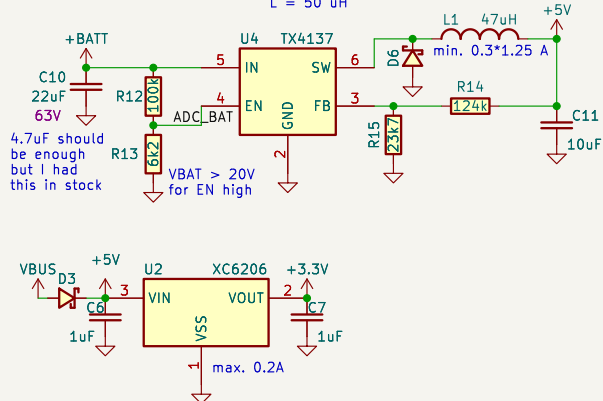 L = 50 uH
+BATT
C10
22uF
63V
4.7uF should
be enough
but I had
this in stock
R12
100k
R13
6k2
ADC_BAT
VBAT > 20V
for EN high
U4
TX4137
5
IN
4
EN
GND
2
SW
6
FB
3
D6
L1
47uH
min. 0.3*1.25 A
+5V
R14
124k
R15
23k7
C11
10uF
VBUS
D3
+5V
C6
1uF
U2
XC6206
3
VIN
VOUT
2
VSS
1
max. 0.2A
+3.3V
C7
1uF